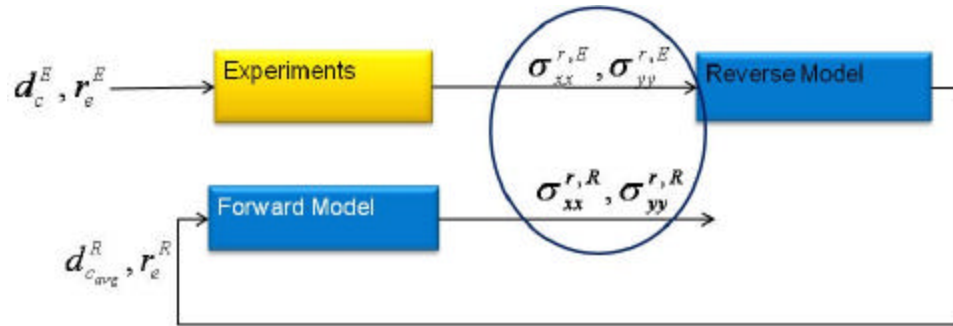 d_c^E, r_e^E
Experiments
σ_xx^{r,E}, σ_yy^{r,E}
Reverse Model
Forward Model
σ_xx^{r,R}, σ_yy^{r,R}
d_{c_avg}^R, r_e^R